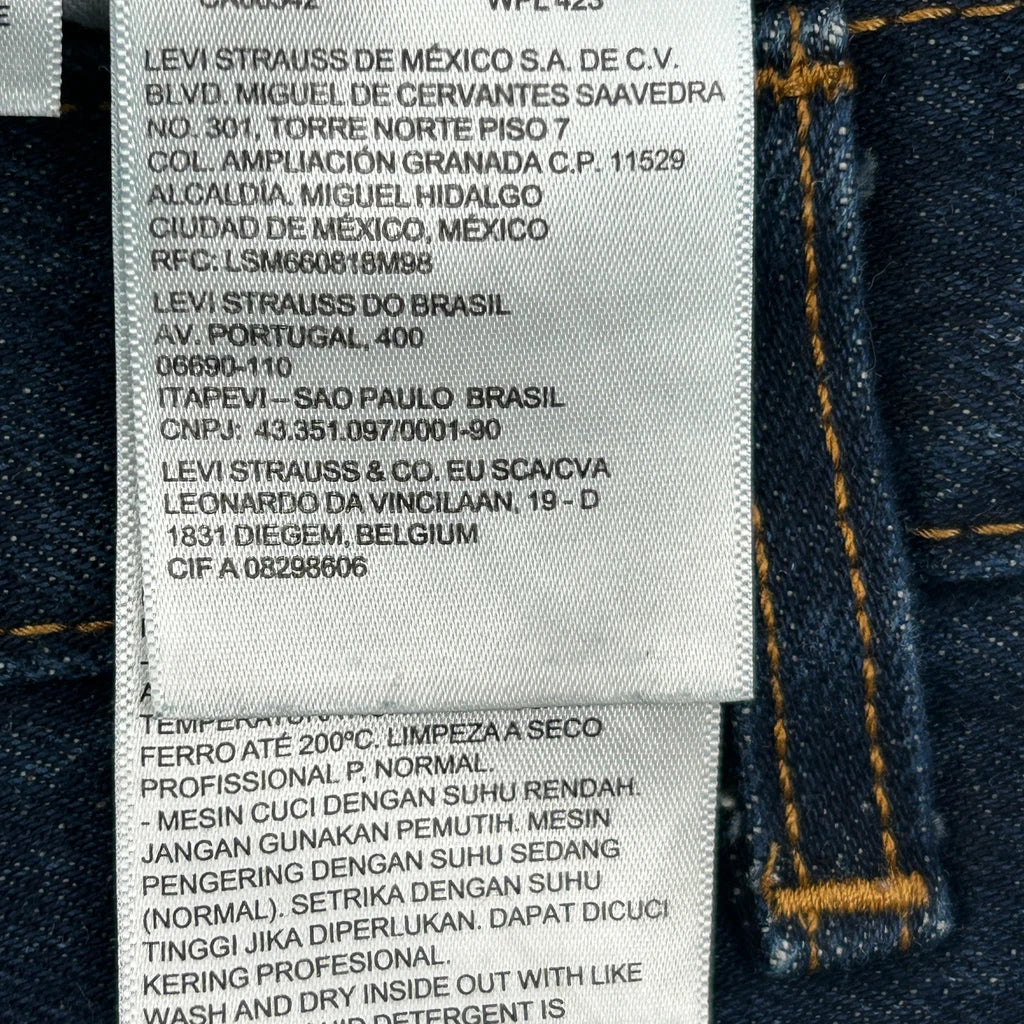 E
CA00342 WPL 423
LEVI STRAUSS DE MÉXICO S.A. DE C.V.
BLVD. MIGUEL DE CERVANTES SAAVEDRA
NO. 301, TORRE NORTE PISO 7
COL. AMPLIACIÓN GRANADA C.P. 11529
ALCALDÍA. MIGUEL HIDALGO
CIUDAD DE MÉXICO, MÉXICO
RFC: LSM660818M98
LEVI STRAUSS DO BRASIL
AV. PORTUGAL, 400
06690-110
ITAPEVI – SAO PAULO BRASIL
CNPJ: 43.351.097/0001-90
LEVI STRAUSS & CO. EU SCA/CVA
LEONARDO DA VINCILAAN, 19 - D
1831 DIEGEM, BELGIUM
CIF A 08298606
FERRO ATÉ 200ºC. LIMPEZA A SECO
PROFISSIONAL P. NORMAL.
- MESIN CUCI DENGAN SUHU RENDAH.
JANGAN GUNAKAN PEMUTIH. MESIN
PENGERING DENGAN SUHU SEDANG
(NORMAL). SETRIKA DENGAN SUHU
TINGGI JIKA DIPERLUKAN. DAPAT DICUCI
KERING PROFESIONAL.
WASH AND DRY INSIDE OUT WITH LIKE
DETERGENT IS